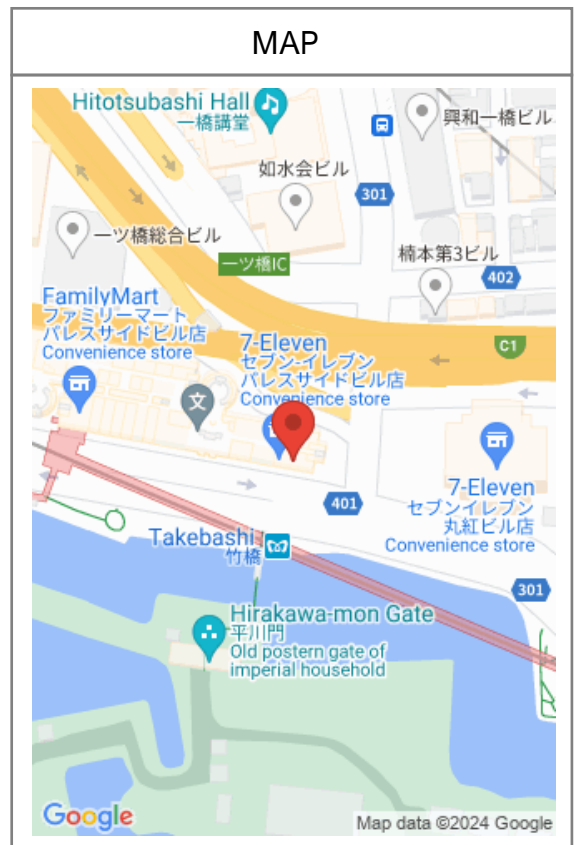 MAP
Hitotsubashi Hall
一橋講堂
興和一橋ビル
如水会ビル
301
一ツ橋総合ビル
一ツ橋IC
楠本第3ビル
402
FamilyMart
ファミリーマート
パレスサイドビル店
Convenience store
7-Eleven
セブン-イレブン
パレスサイドビル店
Convenience store
C1
文
401
7-Eleven
セブンイレブン
丸紅ビル店
Convenience store
Takebashi
竹橋
301
Hirakawa-mon Gate
平川門
Old postern gate of
imperial household
Google
Map data ©2024 Google